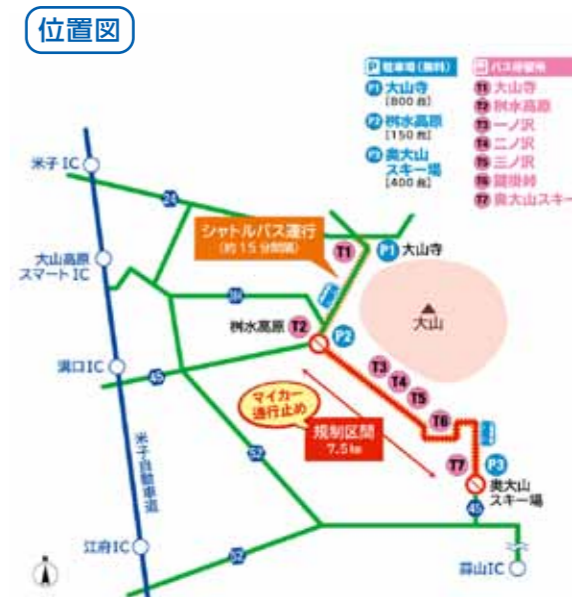 位置図
P 駐車場(無料)
P1 大山寺
[800台]
P2 桝水高原
[150台]
P3 奥大山
スキー場
[400台]
バス停留所
T1 大山寺
T2 桝水高原
T3 一ノ沢
T4 二ノ沢
T5 三ノ沢
T6 鍵掛峠
T7 奥大山スキー
米子IC
24
シャトルバス運行
(約15分間隔)
T1
P1 大山寺
大山高原
スマートIC
36
大山
桝水高原 T2
P2
溝口IC
45
T3
T4
T5
T6
マイカー
通行止め
規制区間
7.5km
米子自動車道
52
T7
P3
奥大山
スキー場
45
江府IC
52
蒜山IC